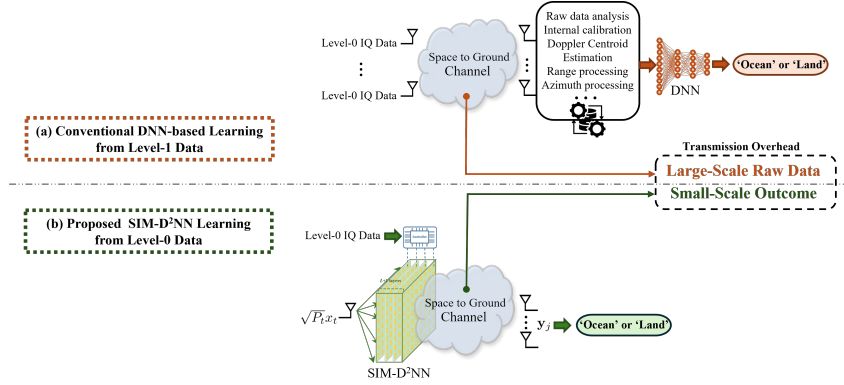 Level-0 IQ Data
Level-0 IQ Data
Space to Ground
Channel
Raw data analysis
Internal calibration
Doppler Centroid
Estimation
Range processing
Azimuth processing
DNN
‘Ocean’ or ‘Land’
(a) Conventional DNN-based Learning
from Level-1 Data
Transmission Overhead
Large-Scale Raw Data
Small-Scale Outcome
(b) Proposed SIM-D²NN Learning
from Level-0 Data
Level-0 IQ Data
√Pₜxₜ
Space to Ground
Channel
yⱼ
‘Ocean’ or ‘Land’
SIM-D²NN